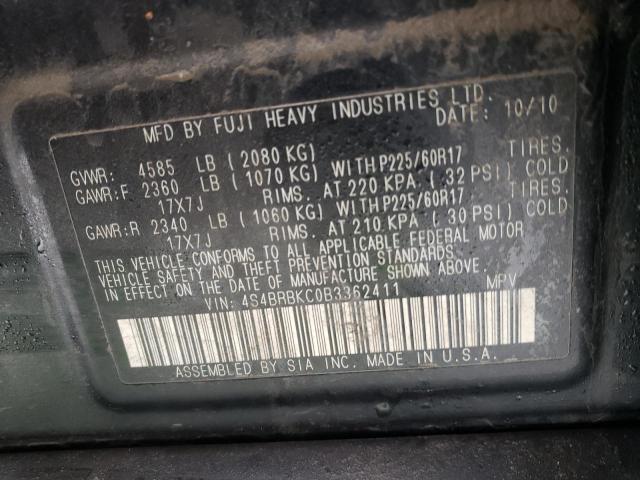 MFD BY FUJI HEAVY INDUSTRIES LTD.
DATE: 10/10
GVWR: 4585 LB (2080 KG)
GAWR:F 2360 LB (1070 KG) WITH P225/60R17 TIRES.
17X7J RIMS. AT 220 KPA (32 PSI) COLD
GAWR:R 2340 LB (1060 KG) WITH P225/60R17 TIRES.
17X7J RIMS. AT 210 KPA (30 PSI) COLD
THIS VEHICLE CONFORMS TO ALL APPLICABLE FEDERAL MOTOR
VEHICLE SAFETY AND THEFT PREVENTION STANDARDS
IN EFFECT ON THE DATE OF MANUFACTURE SHOWN ABOVE.
VIN: 4S4BRBKC0B3362411 MPV
ASSEMBLED BY SIA INC. MADE IN U.S.A.